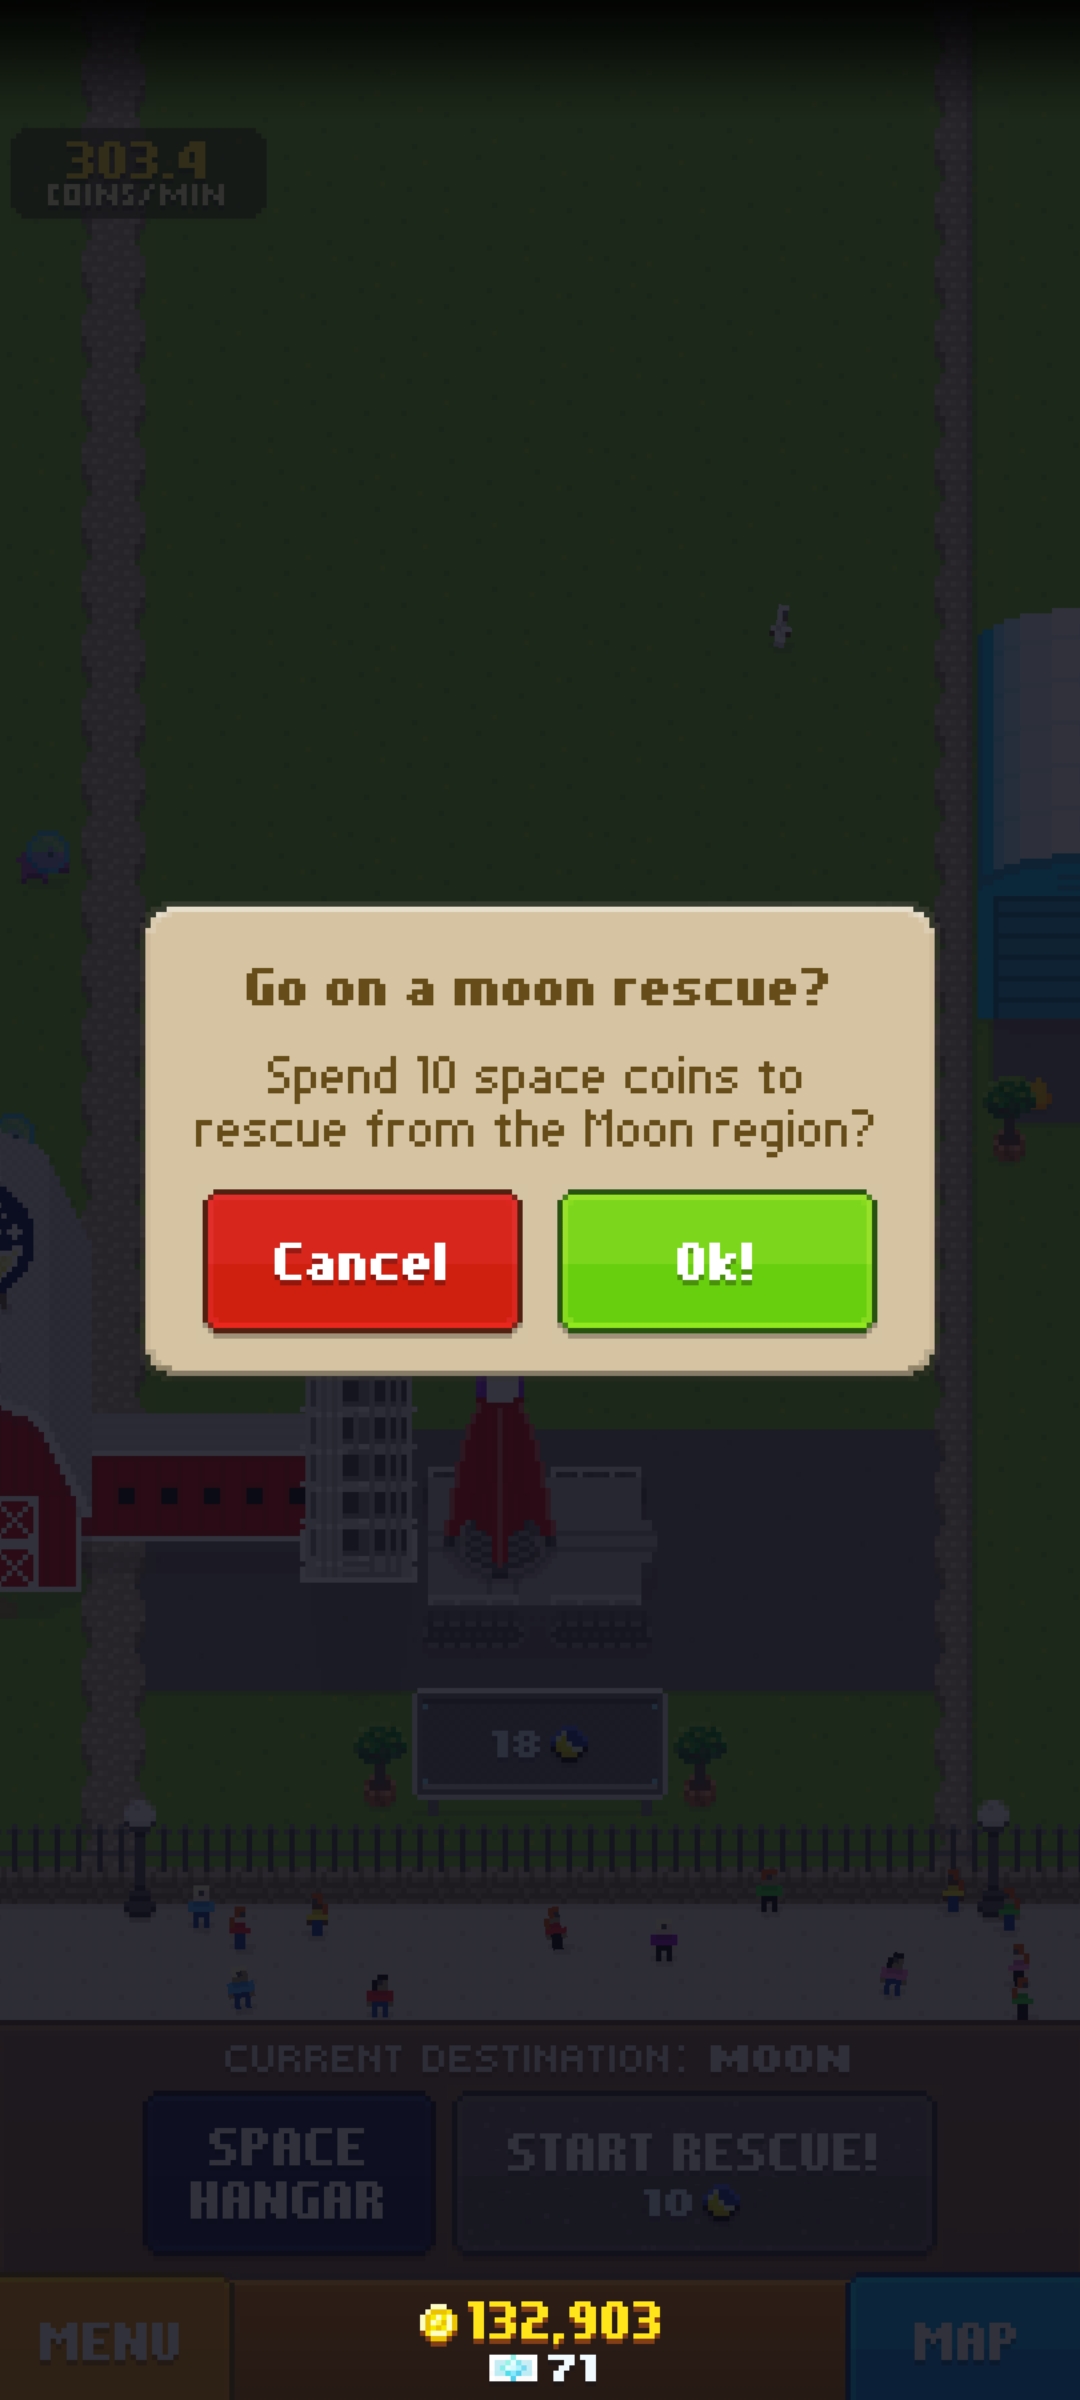 303.4
COINS/MIN
Go on a moon rescue?
Spend 10 space coins to
rescue from the Moon region?
Cancel
Ok!
18
CURRENT DESTINATION: MOON
SPACE
HANGAR
START RESCUE!
10
MENU
132,903
71
MAP